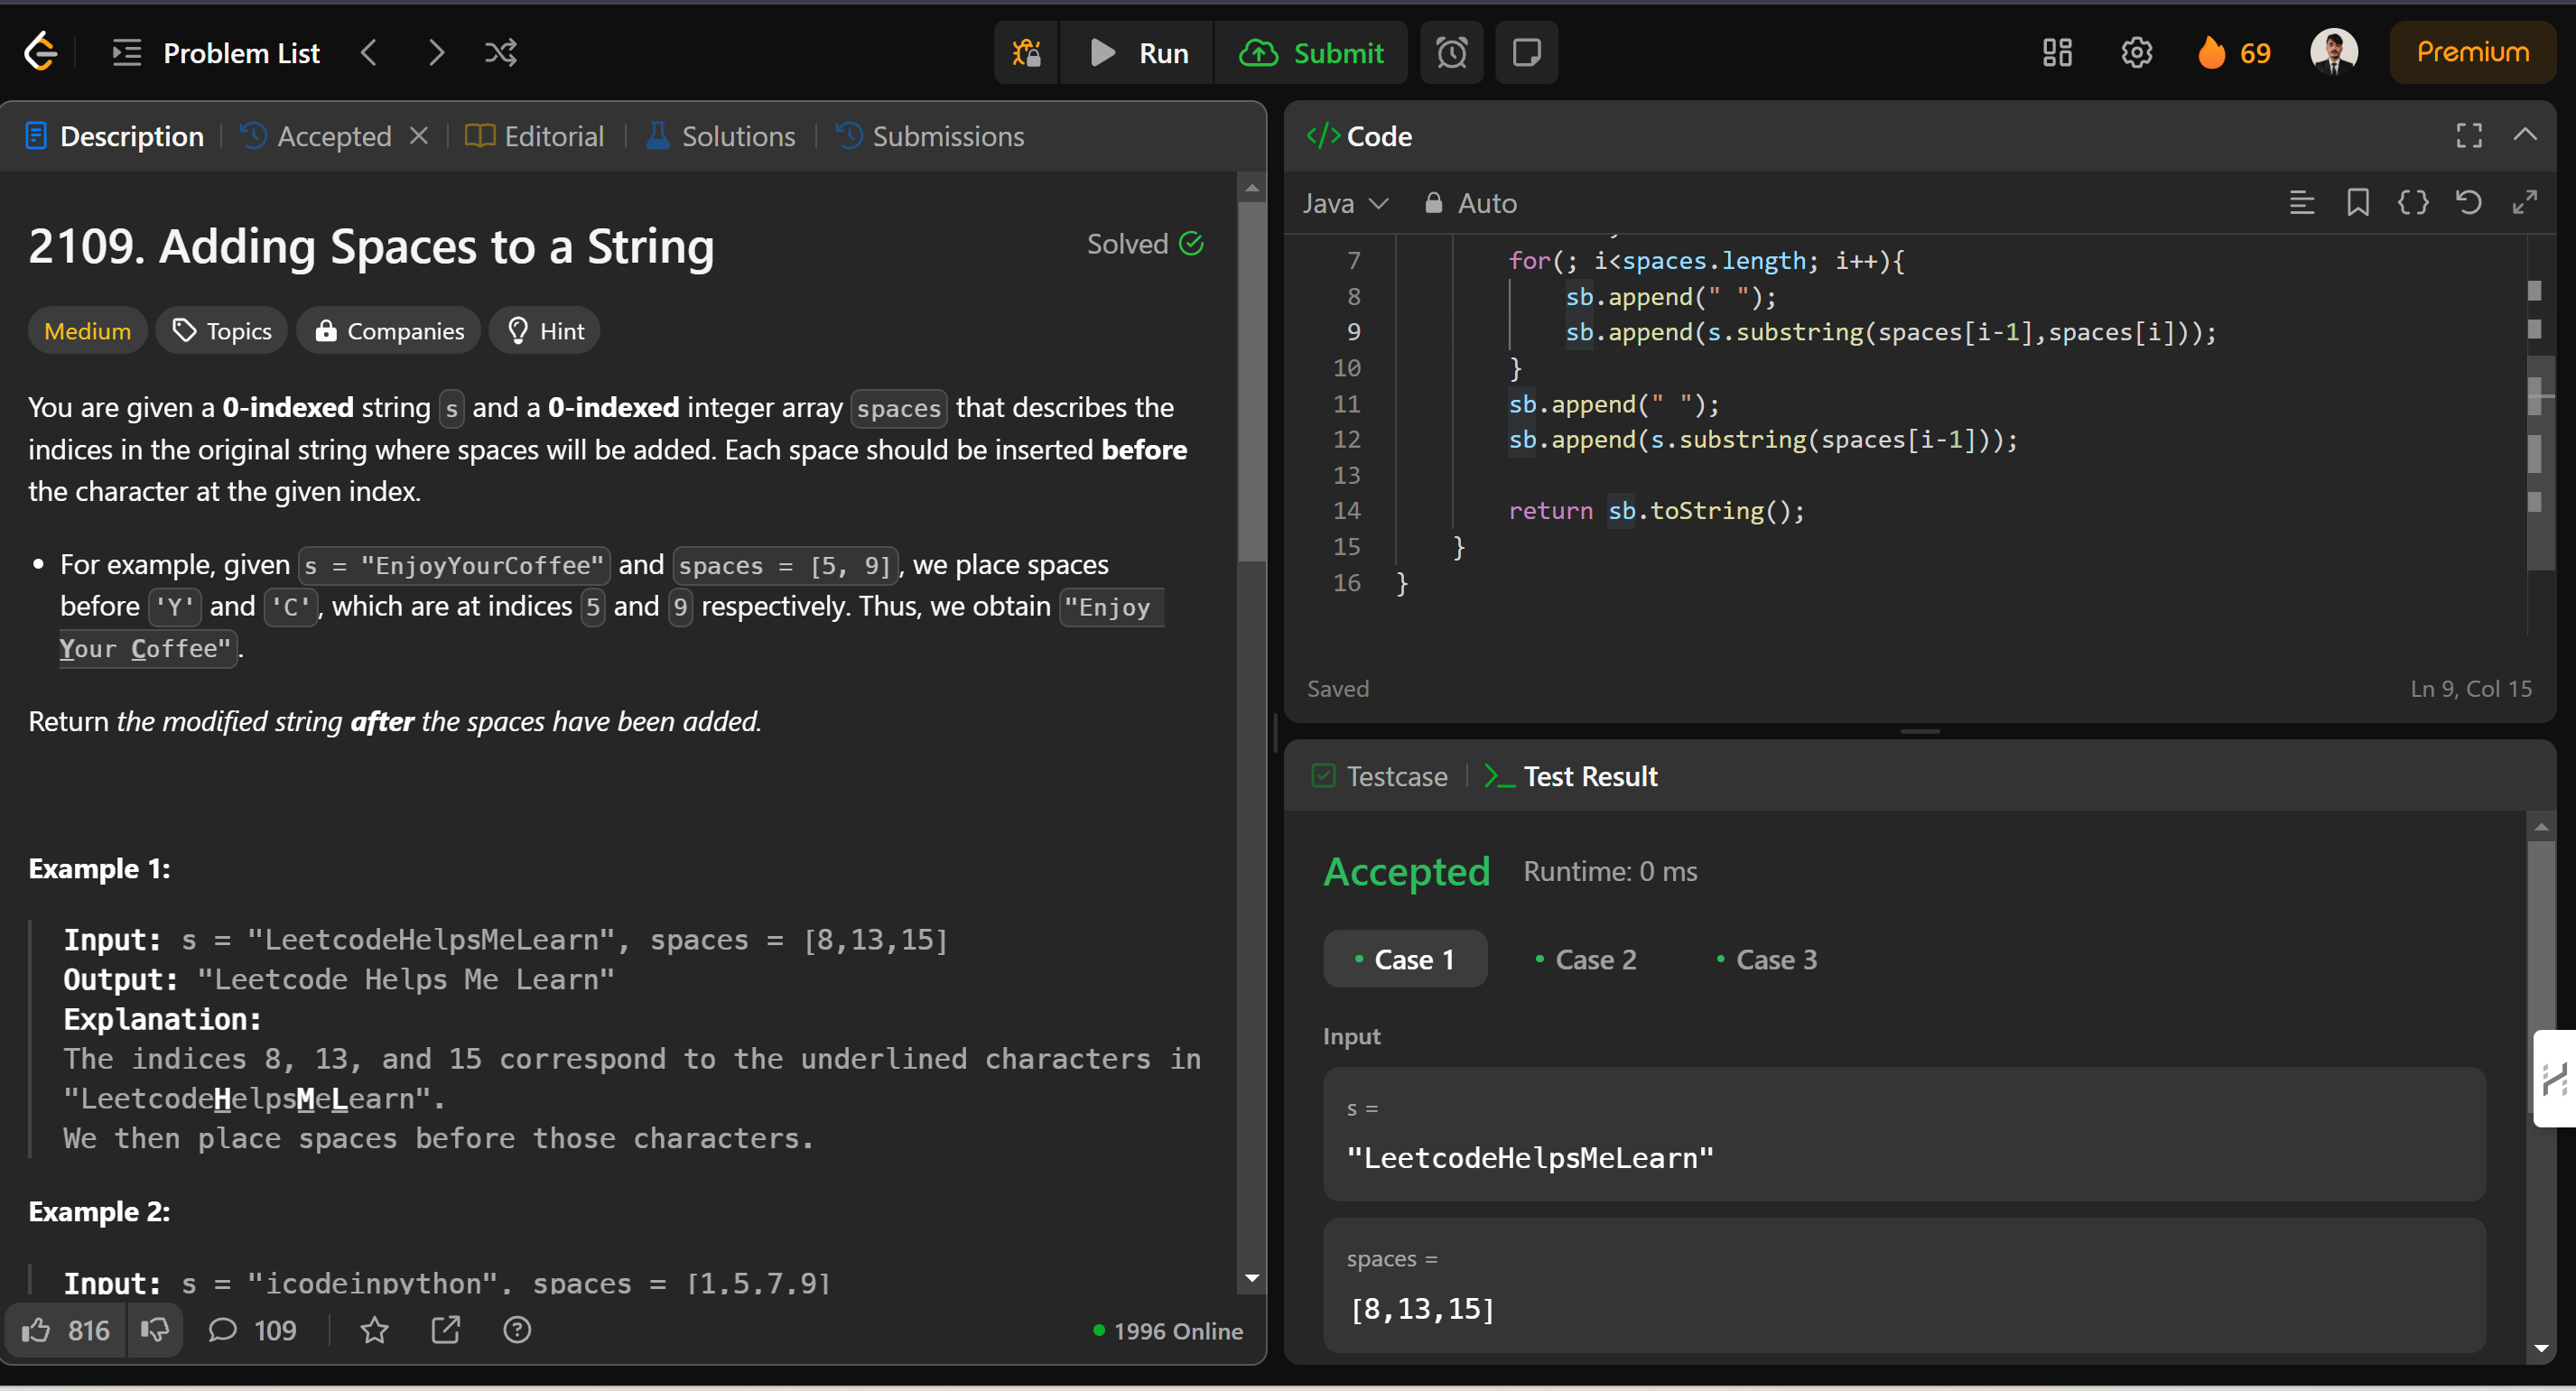 Problem List
Run
Submit
69
Premium
Description
Accepted
Editorial
Solutions
Submissions
2109. Adding Spaces to a String
Solved
Medium
Topics
Companies
Hint
You are given a 0-indexed string s and a 0-indexed integer array spaces that describes the
indices in the original string where spaces will be added. Each space should be inserted before
the character at the given index.
• For example, given s = "EnjoyYourCoffee" and spaces = [5, 9], we place spaces
before 'Y' and 'C', which are at indices 5 and 9 respectively. Thus, we obtain "Enjoy
Your Coffee".
Return the modified string after the spaces have been added.
Example 1:
Input: s = "LeetcodeHelpsMeLearn", spaces = [8,13,15]
Output: "Leetcode Helps Me Learn"
Explanation:
The indices 8, 13, and 15 correspond to the underlined characters in
"LeetcodeHelpsMeLearn".
We then place spaces before those characters.
Example 2:
Input: s = "icodeinpython", spaces = [1,5,7,9]
816
109
1996 Online
</> Code
Java
Auto
7 for(; i<spaces.length; i++){
8 sb.append(" ");
9 sb.append(s.substring(spaces[i-1],spaces[i]));
10 }
11 sb.append(" ");
12 sb.append(s.substring(spaces[i-1]));
13
14 return sb.toString();
15 }
16 }
Saved
Ln 9, Col 15
Testcase
>_ Test Result
Accepted
Runtime: 0 ms
• Case 1
• Case 2
• Case 3
Input
s =
"LeetcodeHelpsMeLearn"
spaces =
[8,13,15]